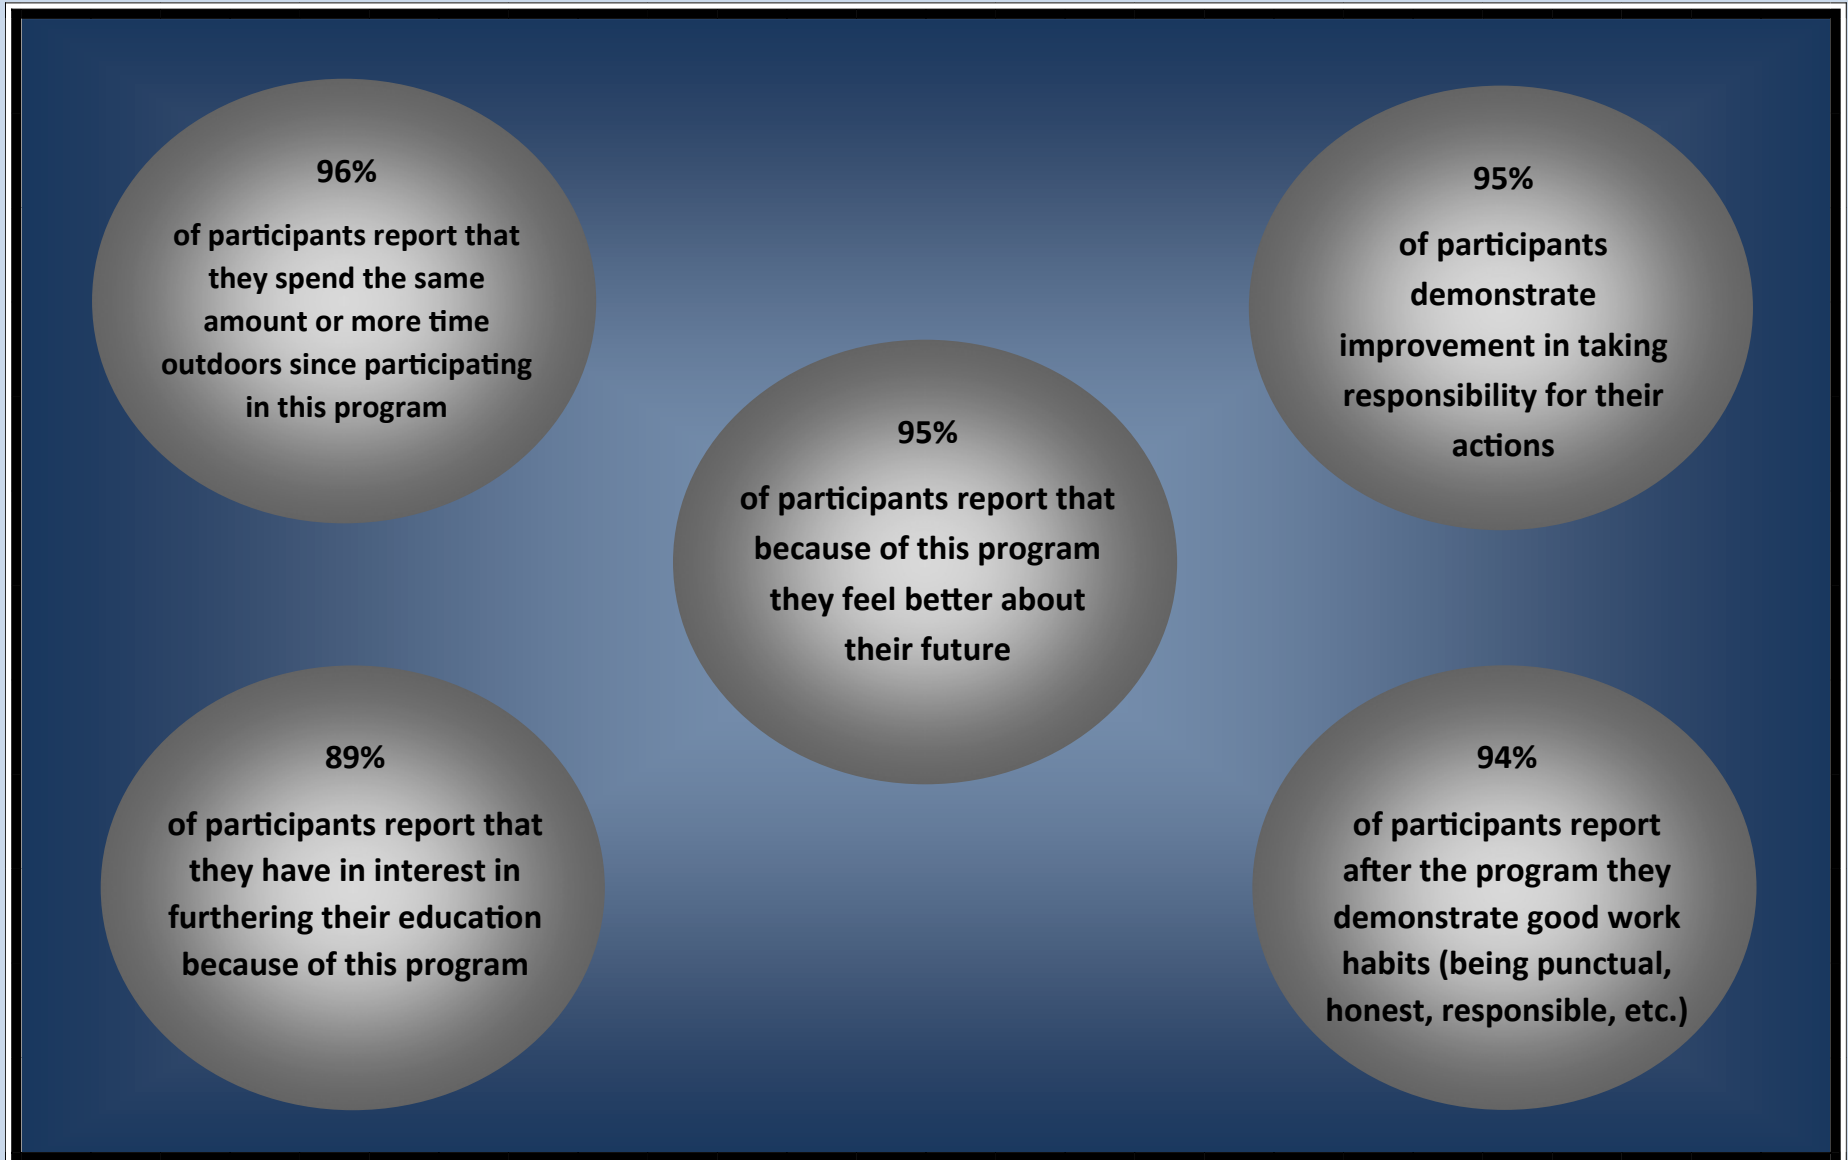 96%
of participants report that
they spend the same
amount or more time
outdoors since participating
in this program
95%
of participants
demonstrate
improvement in taking
responsibility for their
actions
95%
of participants report that
because of this program
they feel better about
their future
89%
of participants report that
they have in interest in
furthering their education
because of this program
94%
of participants report
after the program they
demonstrate good work
habits (being punctual,
honest, responsible, etc.)